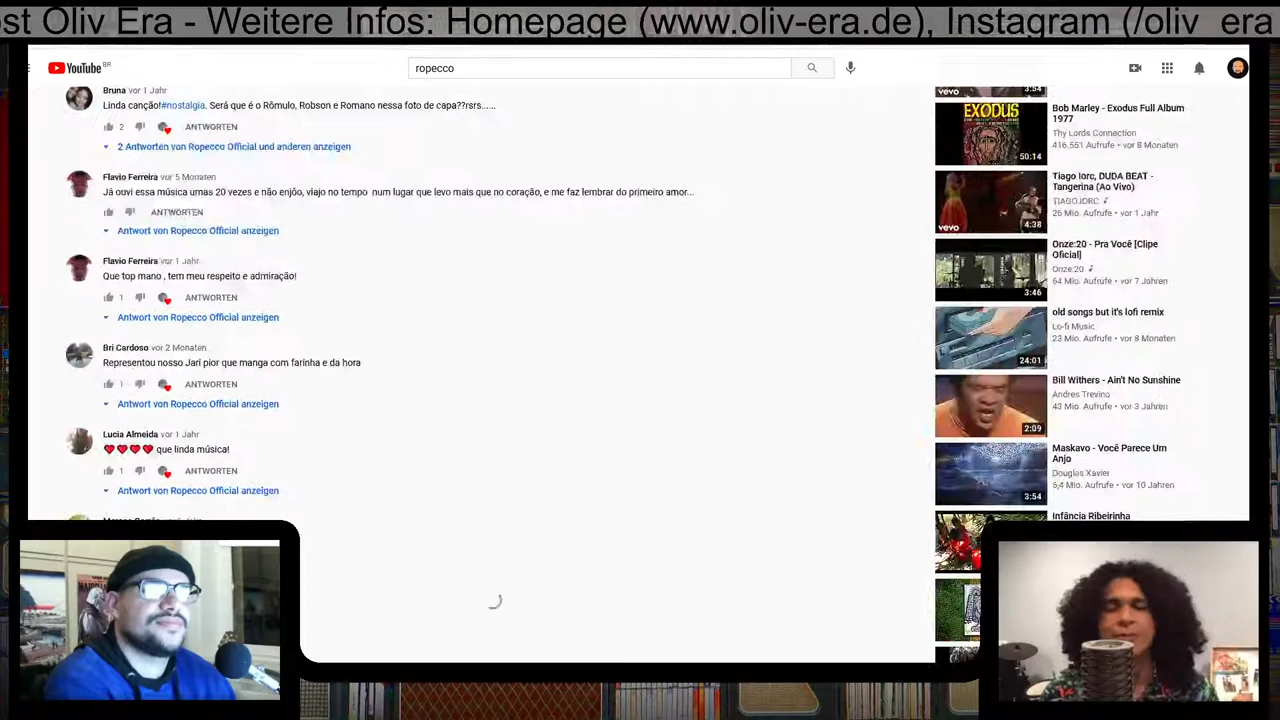 ost Oliv Era - Weitere Infos: Homepage (www.oliv-era.de), Instagram (/oliv_era
YouTube BR
ropecco
Bruna vor 1 Jahr
Linda canção!#nostalgia. Será que é o Rômulo, Robson e Romano nessa foto de capa??rsrs......
2 ANTWORTEN
2 Antworten von Ropecco Official und anderen anzeigen
Flavio Ferreira vor 5 Monaten
Já ouvi essa música umas 20 vezes e não enjôo, viajo no tempo num lugar que levo mais que no coração, e me faz lembrar do primeiro amor...
ANTWORTEN
Antwort von Ropecco Official anzeigen
Flavio Ferreira vor 1 Jahr
Que top mano , tem meu respeito e admiração!
1 ANTWORTEN
Antwort von Ropecco Official anzeigen
Bri Cardoso vor 2 Monaten
Representou nosso Jari pior que manga com farinha e da hora
1 ANTWORTEN
Antwort von Ropecco Official anzeigen
Lucia Almeida vor 1 Jahr
❤❤❤❤ que linda música!
1 ANTWORTEN
Antwort von Ropecco Official anzeigen
vevo
3:54
EXODUS
50:14
Bob Marley - Exodus Full Album
1977
Thy Lords Connection
416.551 Aufrufe • vor 8 Monaten
vevo
4:38
Tiago Iorc, DUDA BEAT -
Tangerina (Ao Vivo)
TIAGO IORC
26 Mio. Aufrufe • vor 1 Jahr
3:46
Onze:20 - Pra Você [Clipe
Oficial]
Onze:20
64 Mio. Aufrufe • vor 7 Jahren
24:01
old songs but it's lofi remix
Lo-fi Music
23 Mio. Aufrufe • vor 8 Monaten
2:09
Bill Withers - Ain't No Sunshine
Andres Trevino
43 Mio. Aufrufe • vor 3 Jahren
3:54
Maskavo - Você Parece Um
Anjo
Douglas Xavier
6,4 Mio. Aufrufe • vor 10 Jahren
Infância Ribeirinha